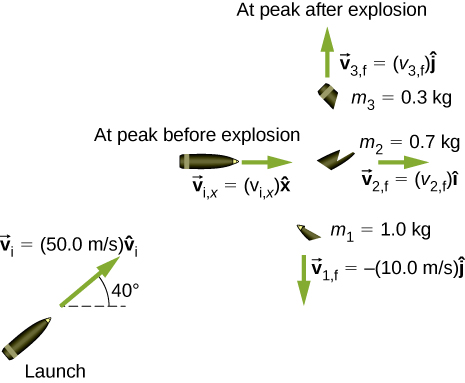 At peak after explosion
v⃗₃,f = (v₃,f)ĵ
m₃ = 0.3 kg
At peak before explosion
m₂ = 0.7 kg
v⃗i,x = (vi,x)x̂
v⃗₂,f = (v₂,f)î
m₁ = 1.0 kg
v⃗i = (50.0 m/s)v̂i
v⃗₁,f = –(10.0 m/s)ĵ
40°
Launch